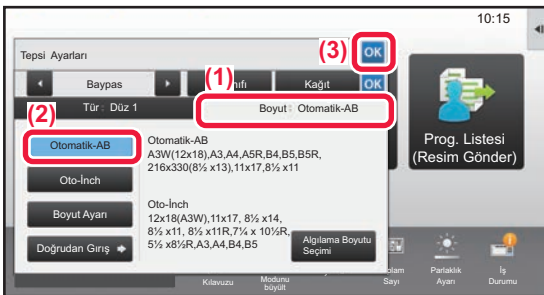 10:15
(3)
Tepsi Ayarları
OK
(1)
Baypas
ıfı
Kağıt
OK
(2)
Tür : Düz 1
Boyut : Otomatik-AB
Otomatik-AB
Oto-İnch
Boyut Ayarı
Doğrudan Giriş
Otomatik-AB
A3W(12x18),A3,A4,A5R,B4,B5,B5R,
216x330(8½ x13),11x17,8½ x11
Oto-İnch
12x18(A3W),11x17, 8½ x14,
8½ x11, 8½ x11R,7¼ x 10½R,
5½ x8½R,A3,A4,B4,B5
Algılama Boyutu
Seçimi
Prog. Listesi
(Resim Gönder)
Kılavuzu
Modunu
büyült
olam
Sayı
Parlaklık
Ayarı
İş
Durumu